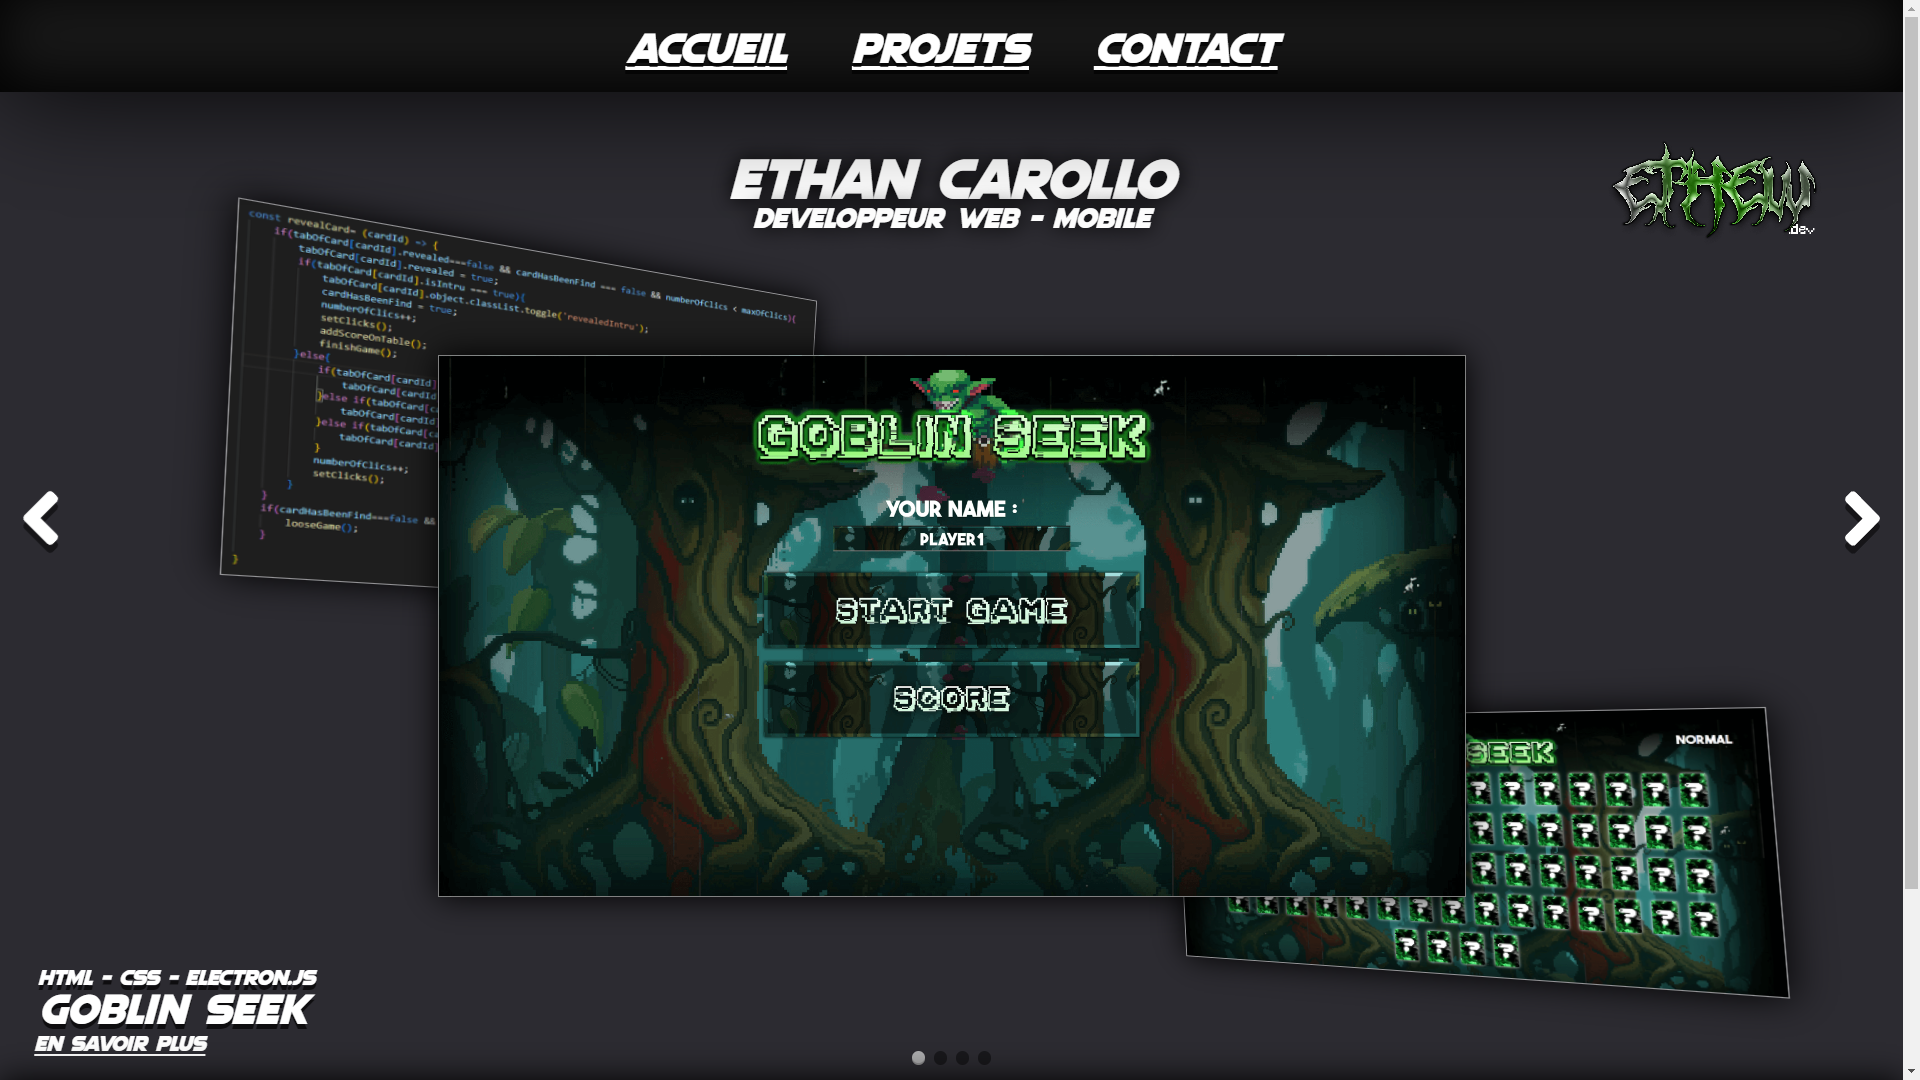 ACCUEIL PROJETS CONTACT
ETHAN CAROLLO
DEVELOPPEUR WEB - MOBILE
ETHEW
.dev
const revealCard= (cardId) => {
if(tabOfCard[cardId].revealed===false && cardHasBeenFind === false && numberOfClics < maxOfClics){
tabOfCard[cardId].revealed = true;
if(tabOfCard[cardId].isIntru === true){
tabOfCard[cardId].object.classList.toggle('revealedIntru');
cardHasBeenFind = true;
numberOfClics++;
setClicks();
addScoreOnTable();
finishGame();
}else{
if(tabOfCard[cardId]
tabOfCard[cardId
}else if(tabOfCard[c
tabOfCard[cardId
}else if(tabOfCard[c
tabOfCard[cardId
}
numberOfClics++;
setClicks();
}
}
if(cardHasBeenFind===false &&
looseGame();
}
}
GOBLIN SEEK
YOUR NAME :
PLAYER1
START GAME
SCORE
SEEK
NORMAL
? ? ? ? ? ? ?
? ? ? ? ? ? ?
? ? ? ? ? ? ?
? ? ? ? ? ? ? ? ? ? ? ? ? ? ?
? ? ? ?
HTML - CSS - ELECTRON.JS
GOBLIN SEEK
EN SAVOIR PLUS